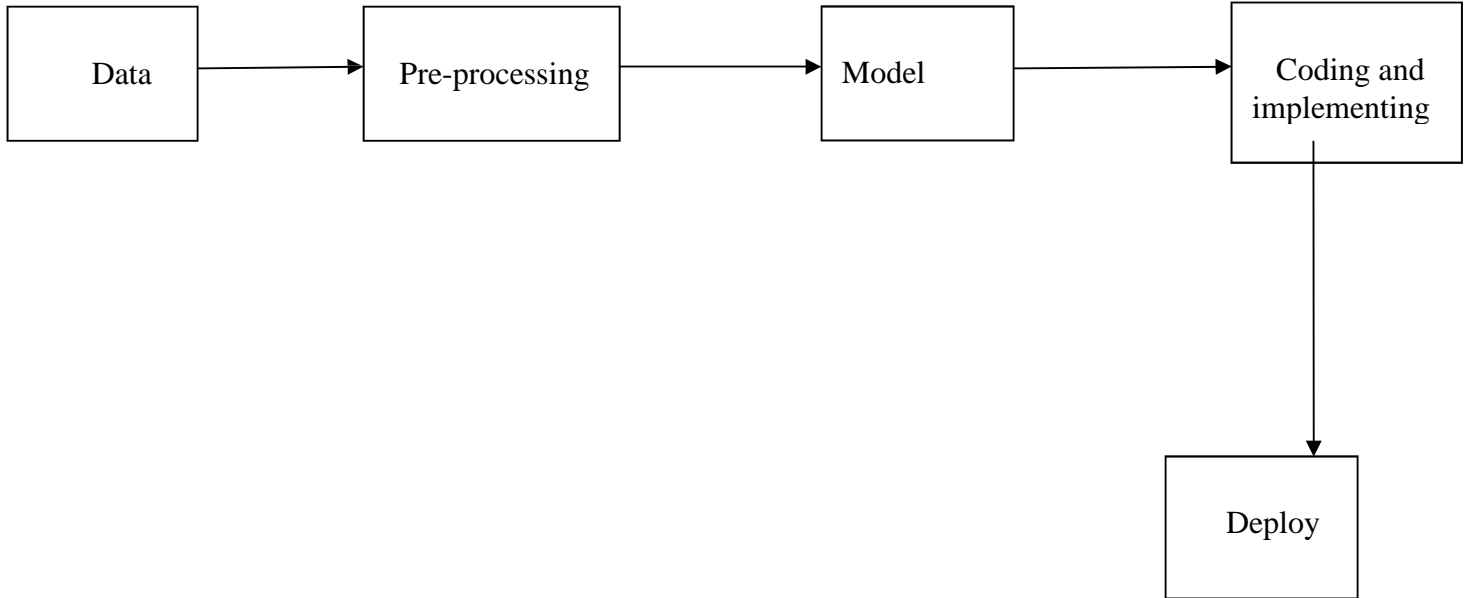 Data
Pre-processing
Model
Coding and
implementing
Deploy